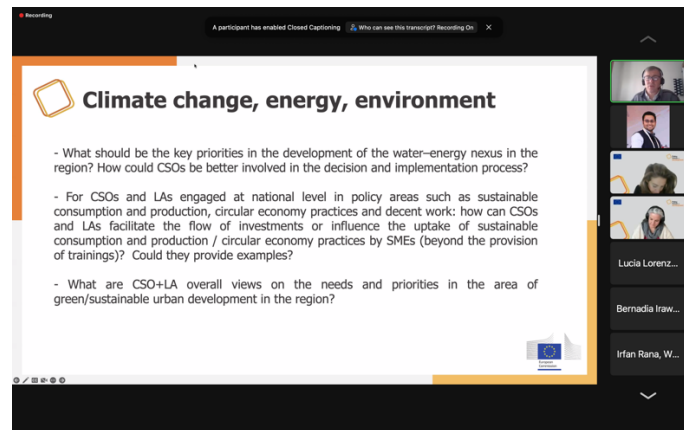 Recording
A participant has enabled Closed Captioning Who can see this transcript? Recording On
Climate change, energy, environment
- What should be the key priorities in the development of the water–energy nexus in the
region? How could CSOs be better involved in the decision and implementation process?
- For CSOs and LAs engaged at national level in policy areas such as sustainable
consumption and production, circular economy practices and decent work: how can CSOs
and LAs facilitate the flow of investments or influence the uptake of sustainable
consumption and production / circular economy practices by SMEs (beyond the provision
of trainings)? Could they provide examples?
- What are CSO+LA overall views on the needs and priorities in the area of
green/sustainable urban development in the region?
European
Commission
Lucia Lorenz...
Bernadia Iraw...
Irfan Rana, W...